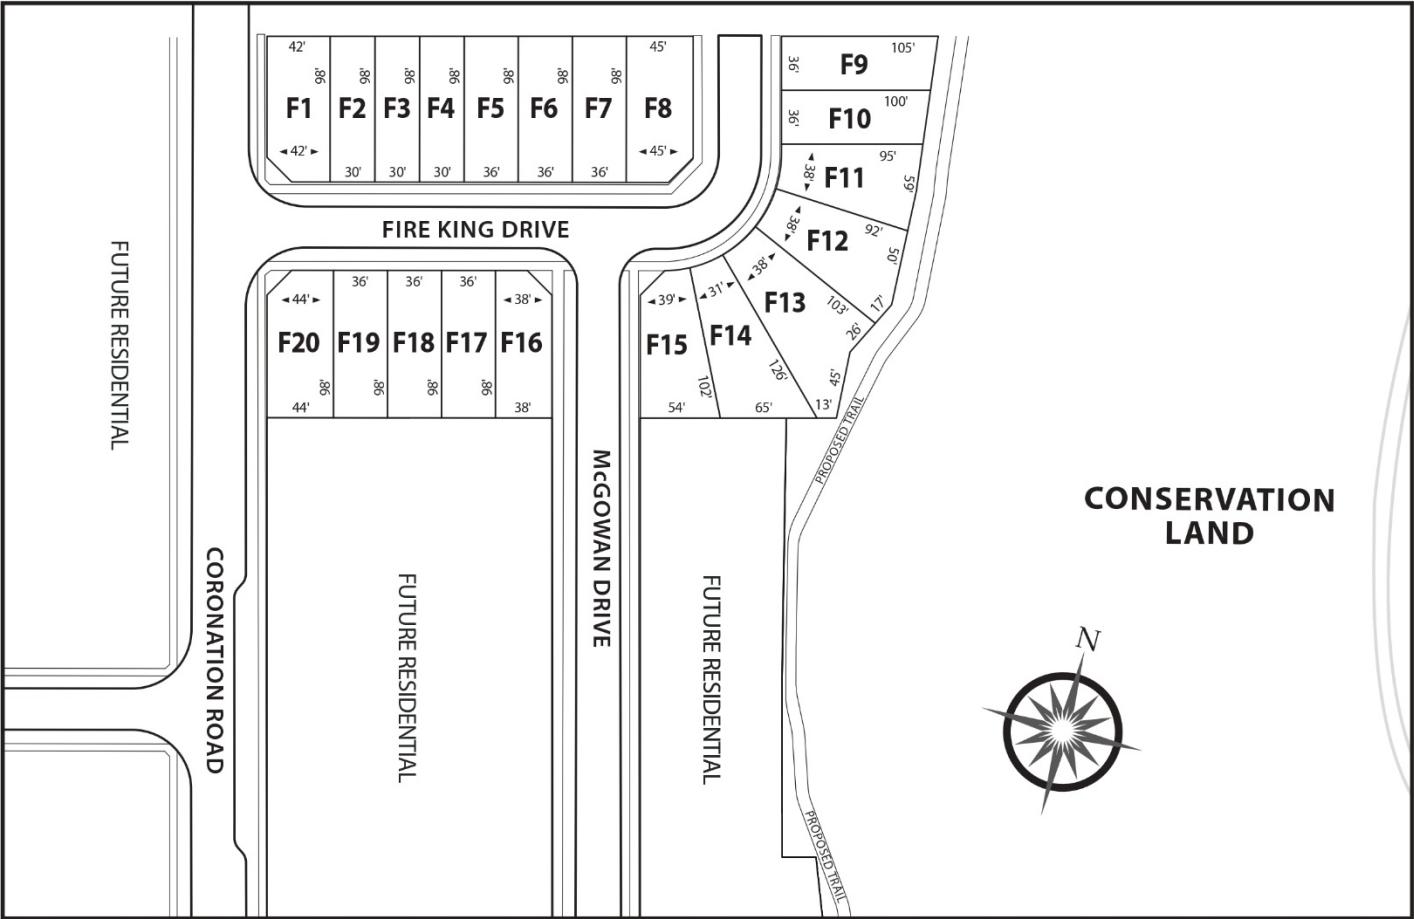 42'
98'
F1
42'
98'
F2
30'
98'
F3
30'
98'
F4
30'
98'
F5
36'
98'
F6
36'
98'
F7
36'
45'
F8
45'
105'
36'
F9
100'
36'
F10
95'
38'
F11
59'
38'
F12
92'
50'
17'
38'
F13
103'
26'
45'
13'
FIRE KING DRIVE
44'
F20
98'
44'
36'
F19
98'
36'
F18
98'
36'
F17
98'
38'
F16
38'
39'
F15
102'
54'
31'
F14
126'
65'
FUTURE RESIDENTIAL
CORONATION ROAD
FUTURE RESIDENTIAL
McGOWAN DRIVE
FUTURE RESIDENTIAL
PROPOSED TRAIL
PROPOSED TRAIL
CONSERVATION
LAND
N